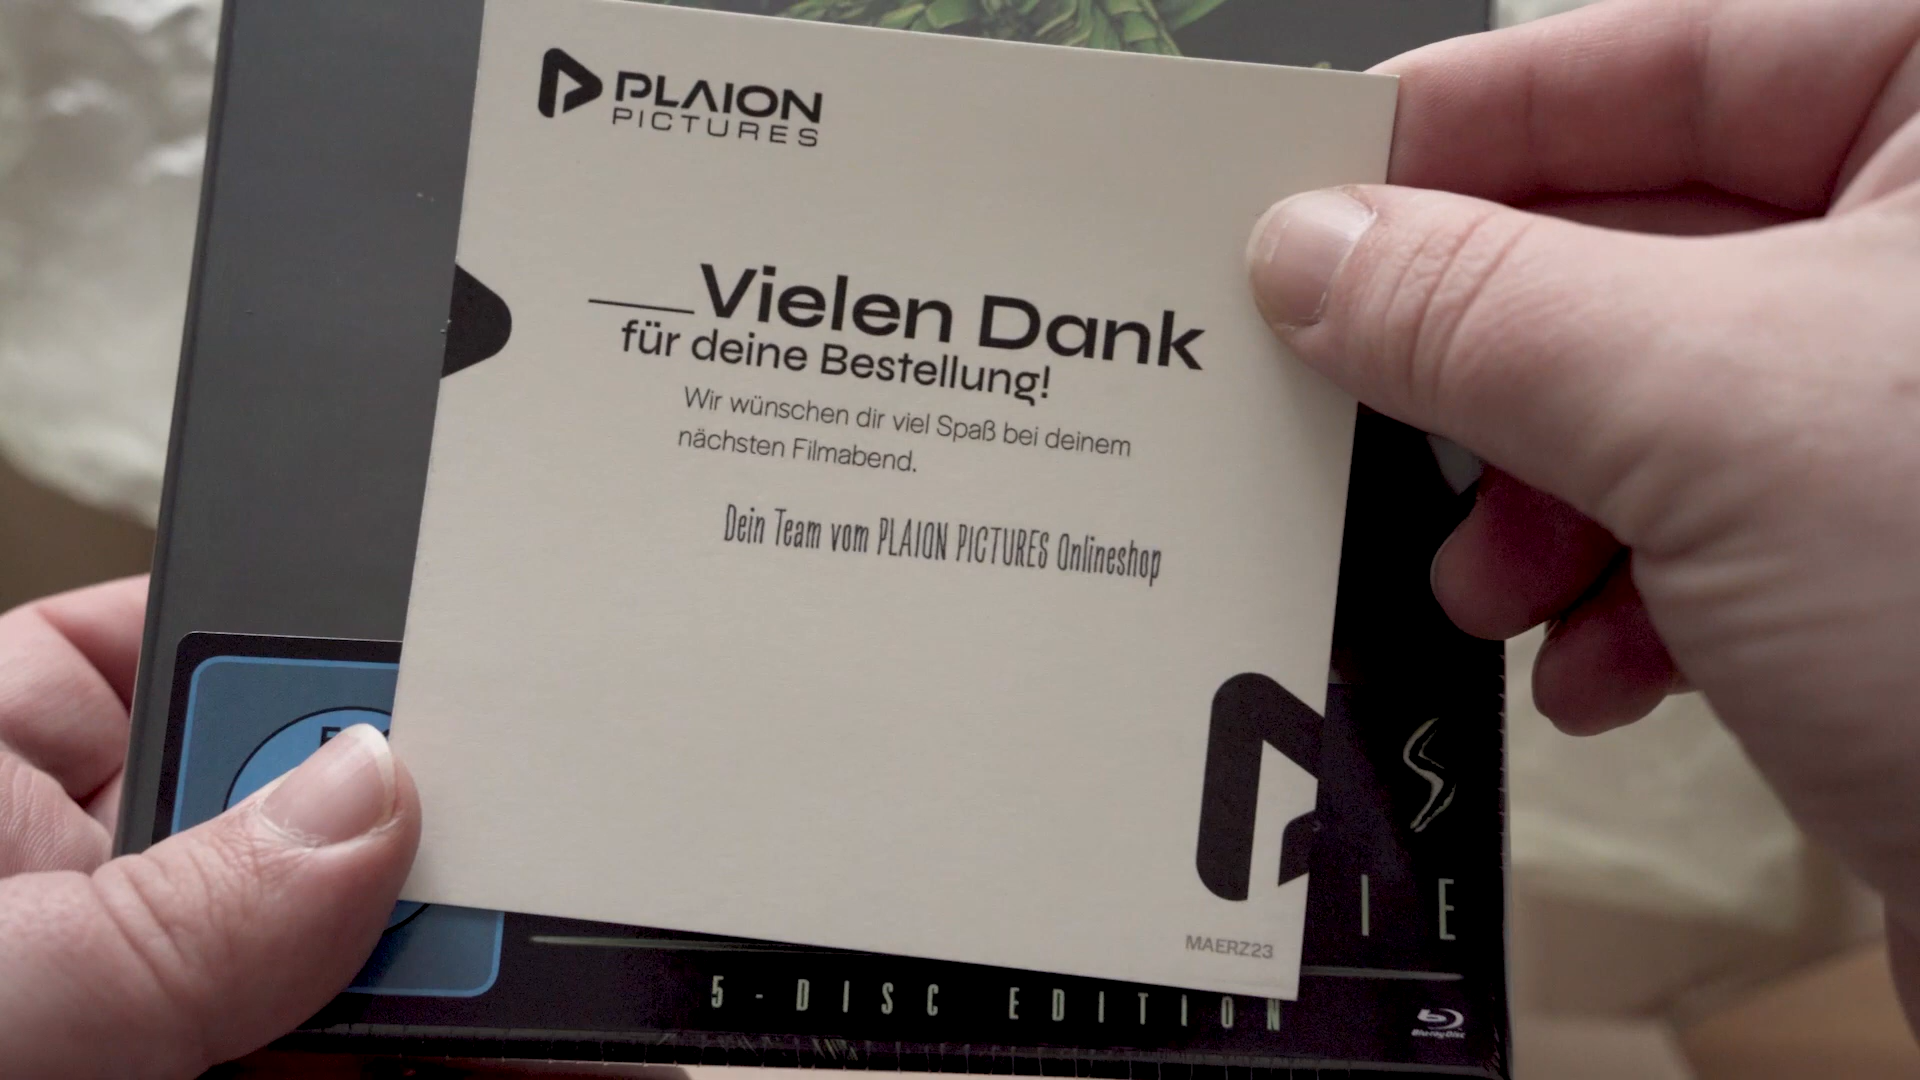 PLAION
PICTURES
Vielen Dank
für deine Bestellung!
Wir wünschen dir viel Spaß bei deinem
nächsten Filmabend.
Dein Team vom PLAION PICTURES Onlineshop
S
I E
MAERZ23
5-DISC EDITION
Blu-ray Disc